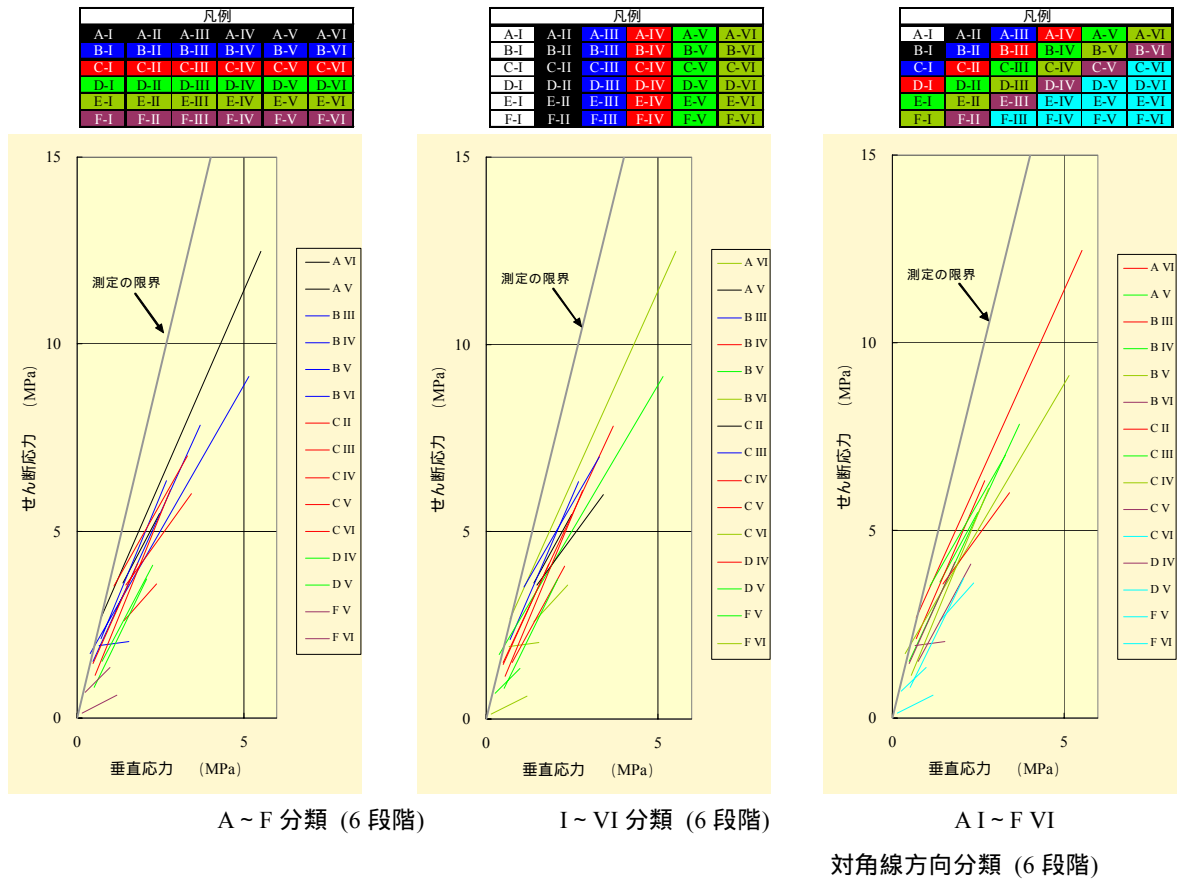 凡例
A-I A-II A-III A-IV A-V A-VI
B-I B-II B-III B-IV B-V B-VI
C-I C-II C-III C-IV C-V C-VI
D-I D-II D-III D-IV D-V D-VI
E-I E-II E-III E-IV E-V E-VI
F-I F-II F-III F-IV F-V F-VI
15
10
5
0
0
5
せん断応力 (MPa)
垂直応力 (MPa)
測定の限界
A VI
A V
B III
B IV
B V
B VI
C II
C III
C IV
C V
C VI
D IV
D V
F V
F VI
A~F 分類 (6 段階)
凡例
A-I A-II A-III A-IV A-V A-VI
B-I B-II B-III B-IV B-V B-VI
C-I C-II C-III C-IV C-V C-VI
D-I D-II D-III D-IV D-V D-VI
E-I E-II E-III E-IV E-V E-VI
F-I F-II F-III F-IV F-V F-VI
15
10
5
0
0
5
せん断応力 (MPa)
垂直応力 (MPa)
測定の限界
A VI
A V
B III
B IV
B V
B VI
C II
C III
C IV
C V
C VI
D IV
D V
F V
F VI
I~VI 分類 (6 段階)
凡例
A-I A-II A-III A-IV A-V A-VI
B-I B-II B-III B-IV B-V B-VI
C-I C-II C-III C-IV C-V C-VI
D-I D-II D-III D-IV D-V D-VI
E-I E-II E-III E-IV E-V E-VI
F-I F-II F-III F-IV F-V F-VI
15
10
5
0
0
5
せん断応力 (MPa)
垂直応力 (MPa)
測定の限界
A VI
A V
B III
B IV
B V
B VI
C II
C III
C IV
C V
C VI
D IV
D V
F V
F VI
A I~F VI
対角線方向分類 (6 段階)